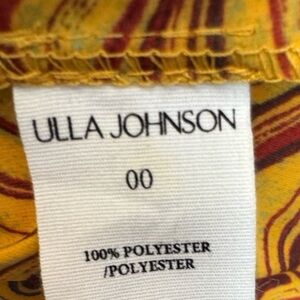 ULLA JOHNSON
00
100% POLYESTER
/POLYESTER